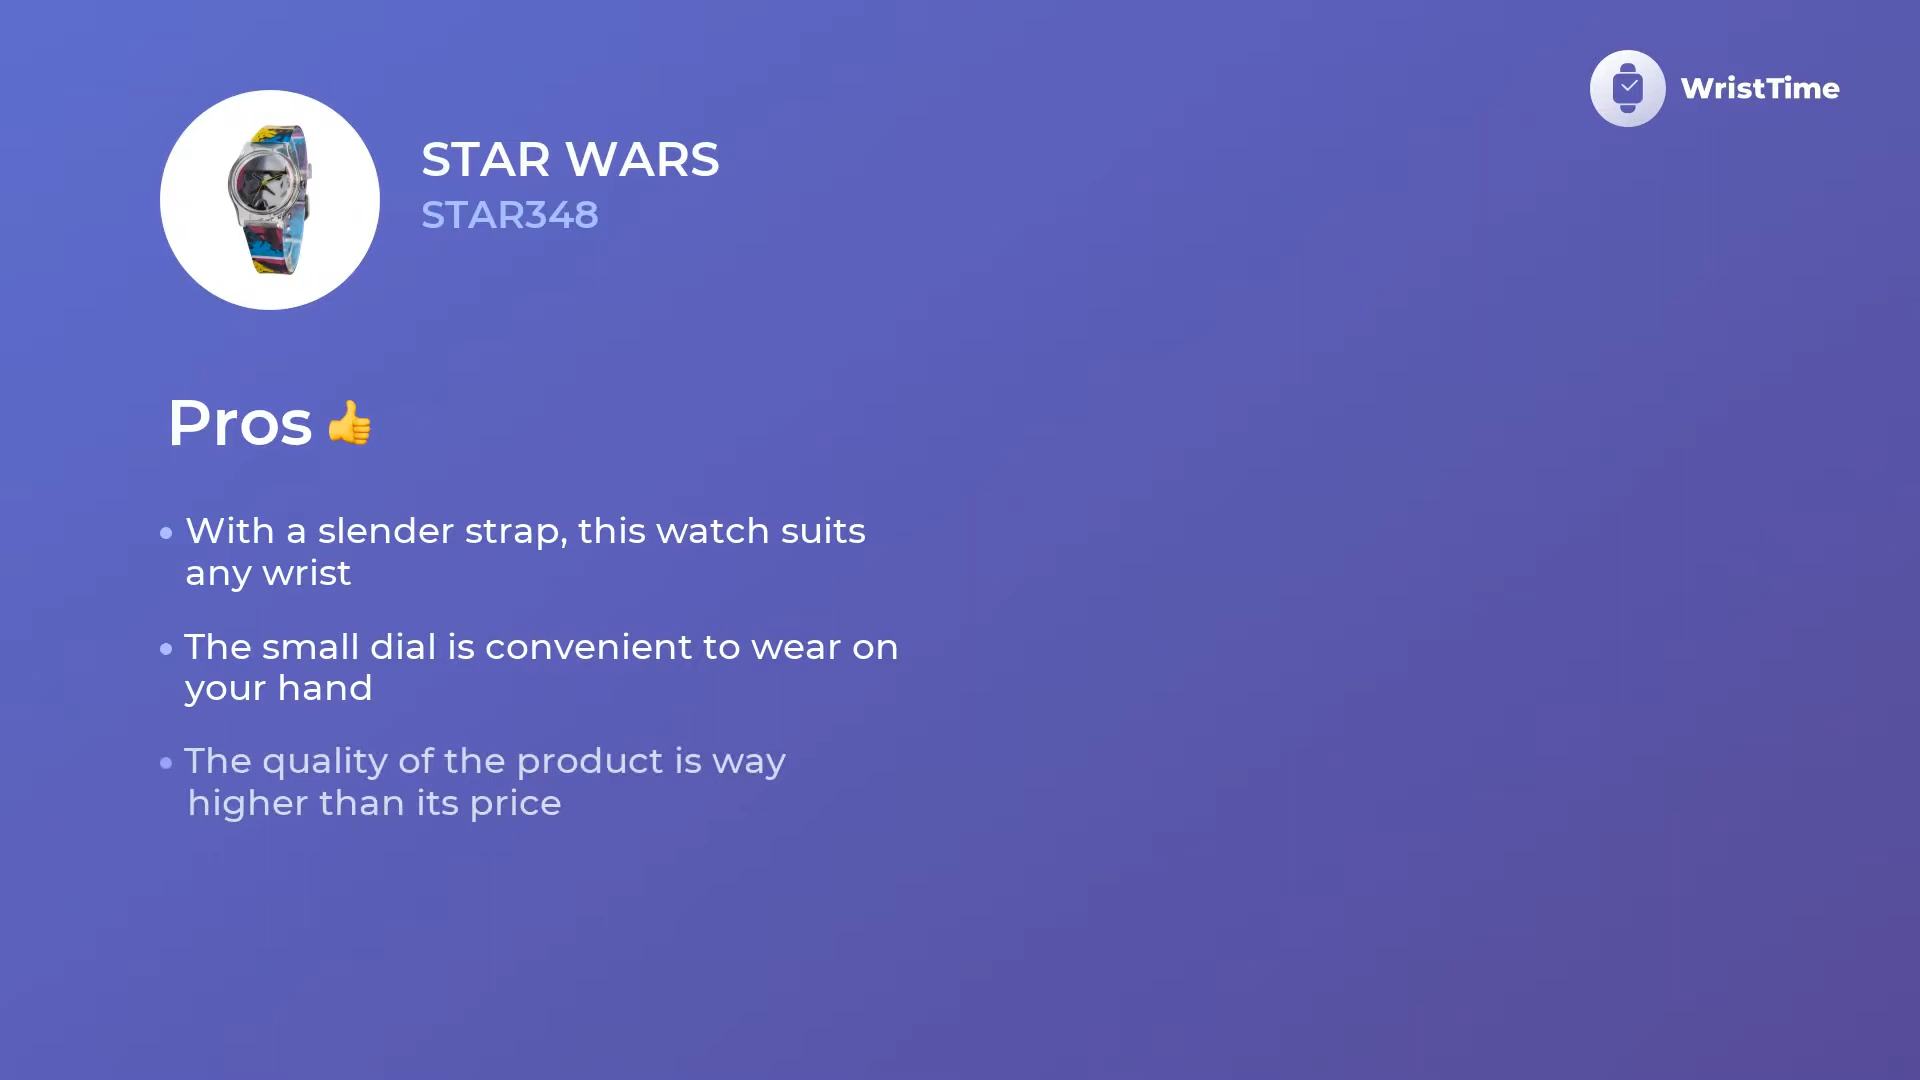 WristTime
STAR WARS
STAR348
Pros 👍
• With a slender strap, this watch suits
any wrist
• The small dial is convenient to wear on
your hand
• The quality of the product is way
higher than its price